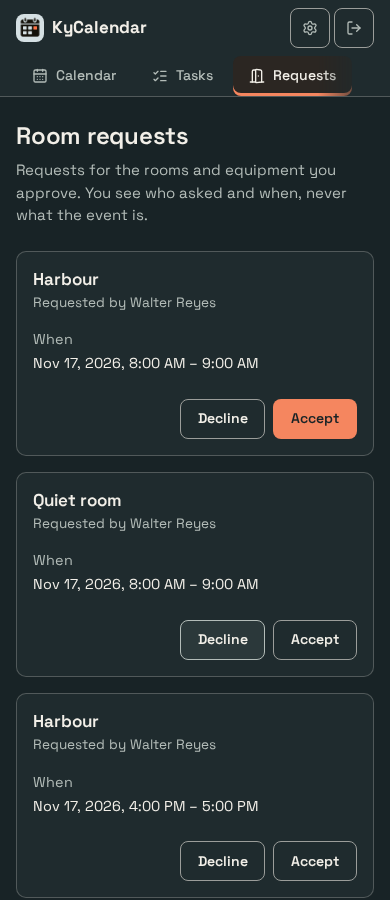 KyCalendar
Calendar Tasks Requests
Room requests
Requests for the rooms and equipment you
approve. You see who asked and when, never
what the event is.
Harbour
Requested by Walter Reyes
When
Nov 17, 2026, 8:00 AM – 9:00 AM
Decline Accept
Quiet room
Requested by Walter Reyes
When
Nov 17, 2026, 8:00 AM – 9:00 AM
Decline Accept
Harbour
Requested by Walter Reyes
When
Nov 17, 2026, 4:00 PM – 5:00 PM
Decline Accept